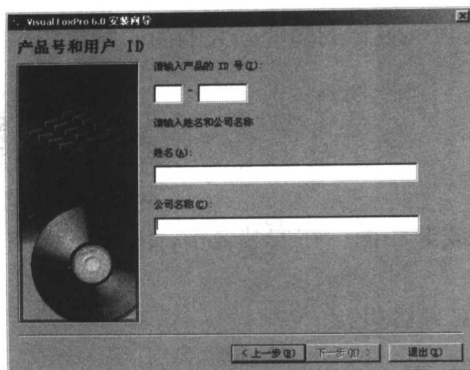 Visual FoxPro 6.0 安装向导
产品号和用户 ID
请输入产品的 ID 号(I):
-
请输入姓名和公司名称
姓名(A):
公司名称(C):
< 上一步(B)
下一步(N) >
退出(X)